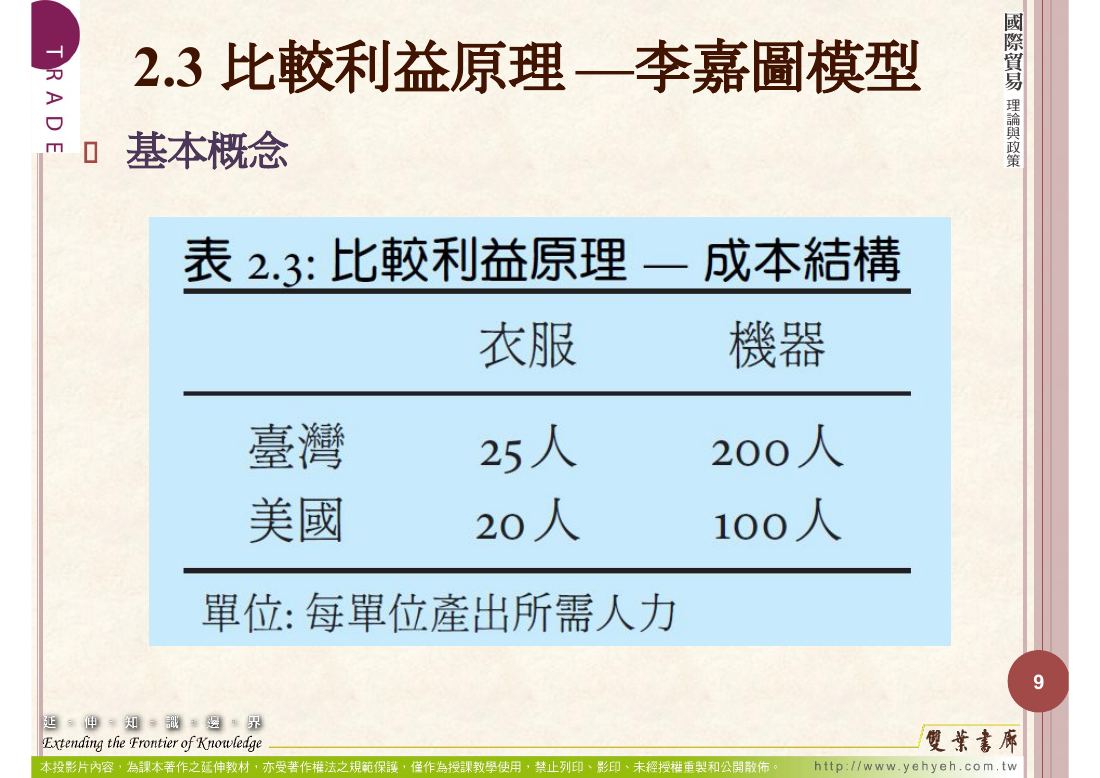 TRADE
2.3 比較利益原理 —李嘉圖模型
國際貿易 理論與政策
基本概念
表 2.3: 比較利益原理 — 成本結構
衣服 機器
臺灣 25人 200人
美國 20人 100人
單位: 每單位產出所需人力
9
延・伸・知・識・邊・界
Extending the Frontier of Knowledge
雙葉書廊
本投影片內容，為課本著作之延伸教材，亦受著作權法之規範保護，僅作為授課教學使用，禁止列印、影印、未經授權重製和公開散佈。 http://www.yehyeh.com.tw